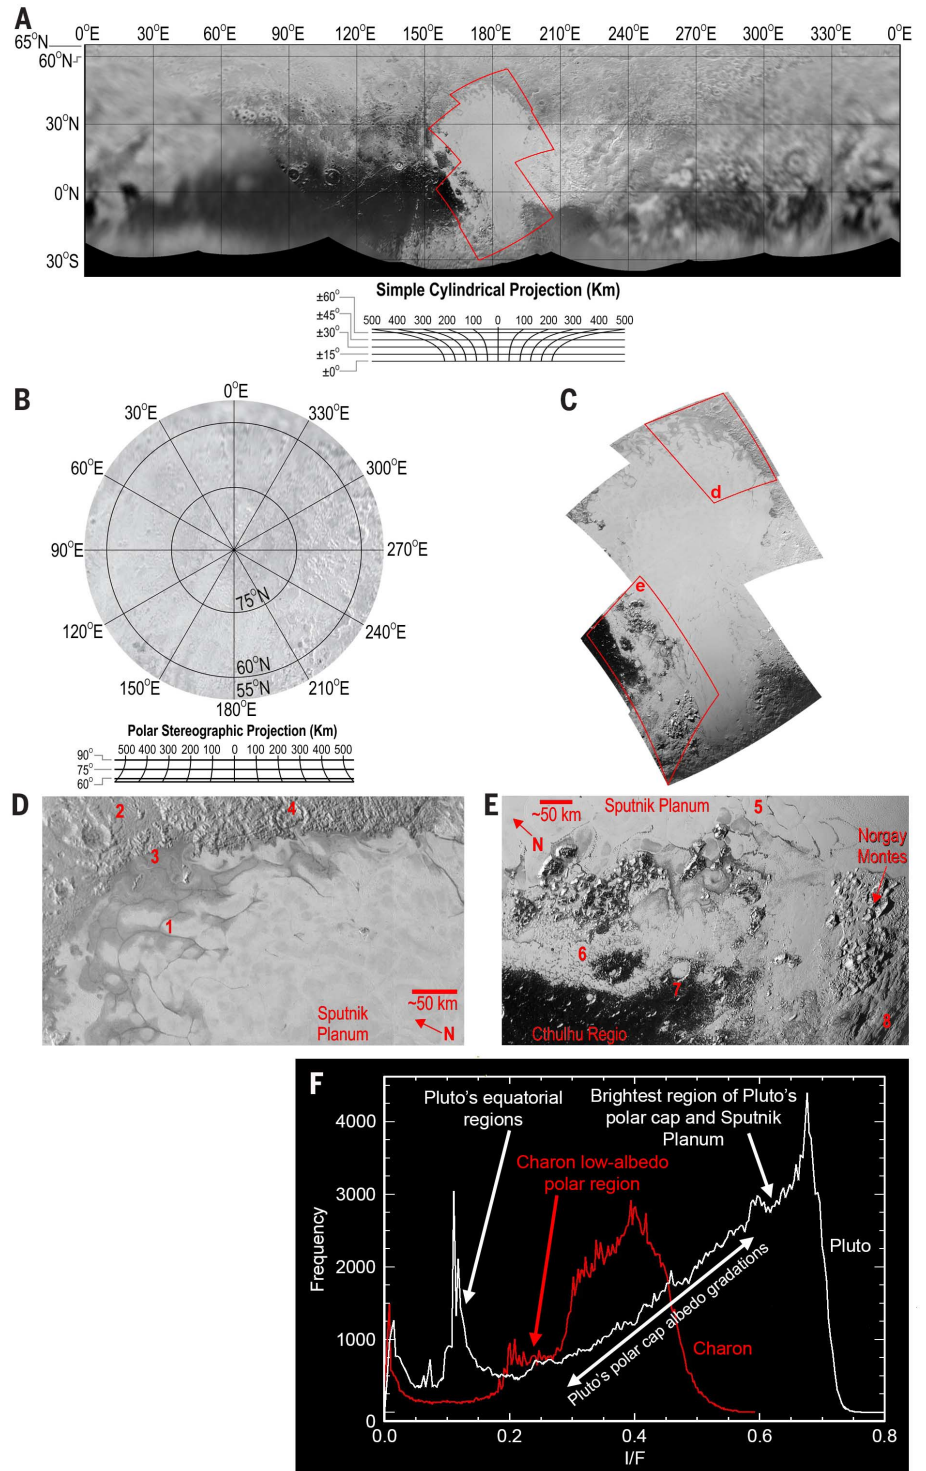 A
0°E 30°E 60°E 90°E 120°E 150°E 180°E 210°E 240°E 270°E 300°E 330°E 0°E
65°N
60°N
30°N
0°N
30°S
Simple Cylindrical Projection (Km)
±60°
±45°
±30°
±15°
±0°
500 400 300 200 100 0 100 200 300 400 500
B
0°E
30°E 330°E
60°E 300°E
90°E 270°E
75°N
120°E 240°E
60°N
150°E 55°N 210°E
180°E
Polar Stereographic Projection (Km)
500 400 300 200 100 0 100 200 300 400 500
90°
75°
60°
C
d
e
D
2
4
3
1
~50 km
Sputnik
Planum
N
E
Sputnik Planum
5
~50 km
N
Norgay
Montes
6
7
8
Cthulhu Regio
F
Pluto's equatorial
regions
Brightest region of Pluto's
polar cap and Sputnik
Planum
Charon low-albedo
polar region
Pluto
Pluto's polar cap albedo gradations
Charon
Frequency
4000
3000
2000
1000
0
0.0 0.2 0.4 0.6 0.8
I/F